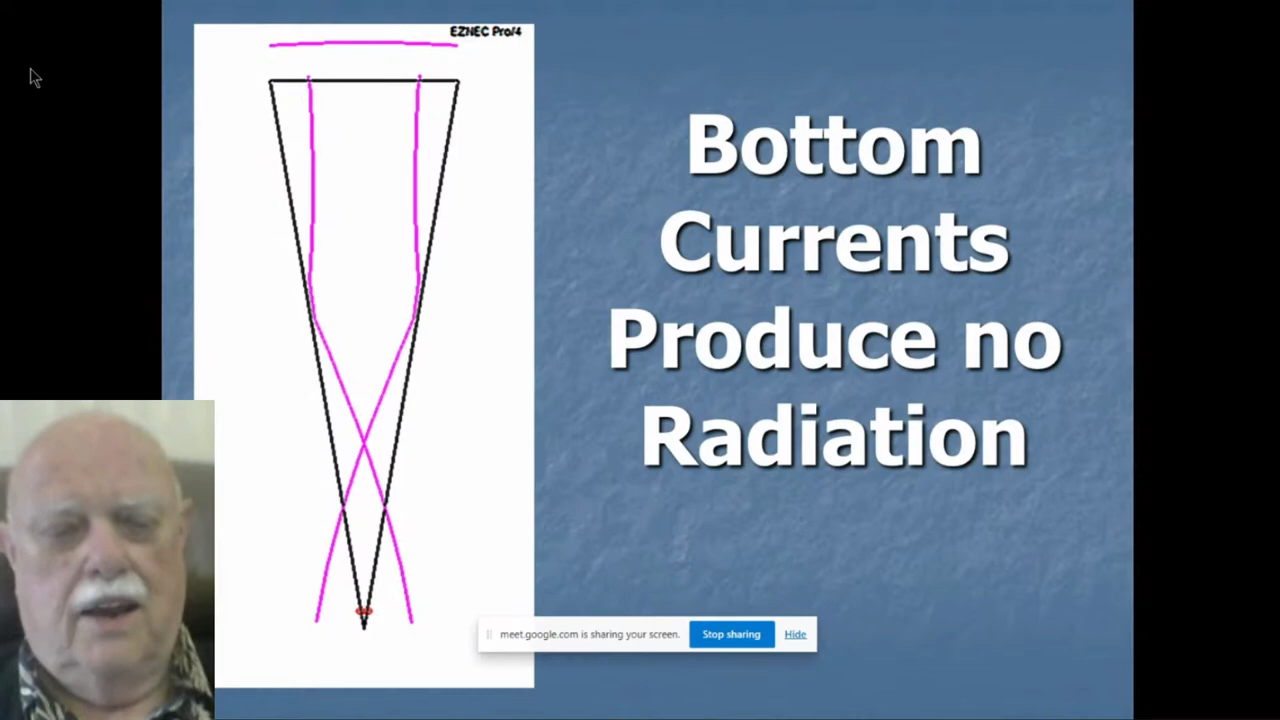 EZNEC Pro/4
Bottom
Currents
Produce no
Radiation
meet.google.com is sharing your screen. Stop sharing Hide